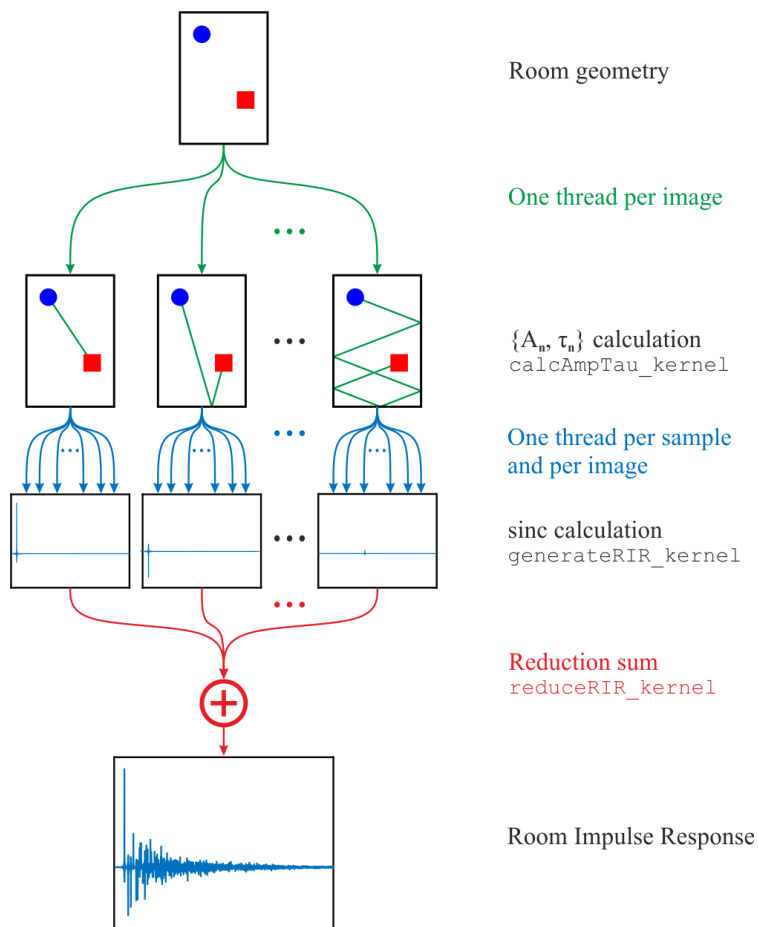 Room geometry
One thread per image
{Aₙ, τₙ} calculation
calcAmpTau_kernel
One thread per sample
and per image
sinc calculation
generateRIR_kernel
Reduction sum
reduceRIR_kernel
Room Impulse Response